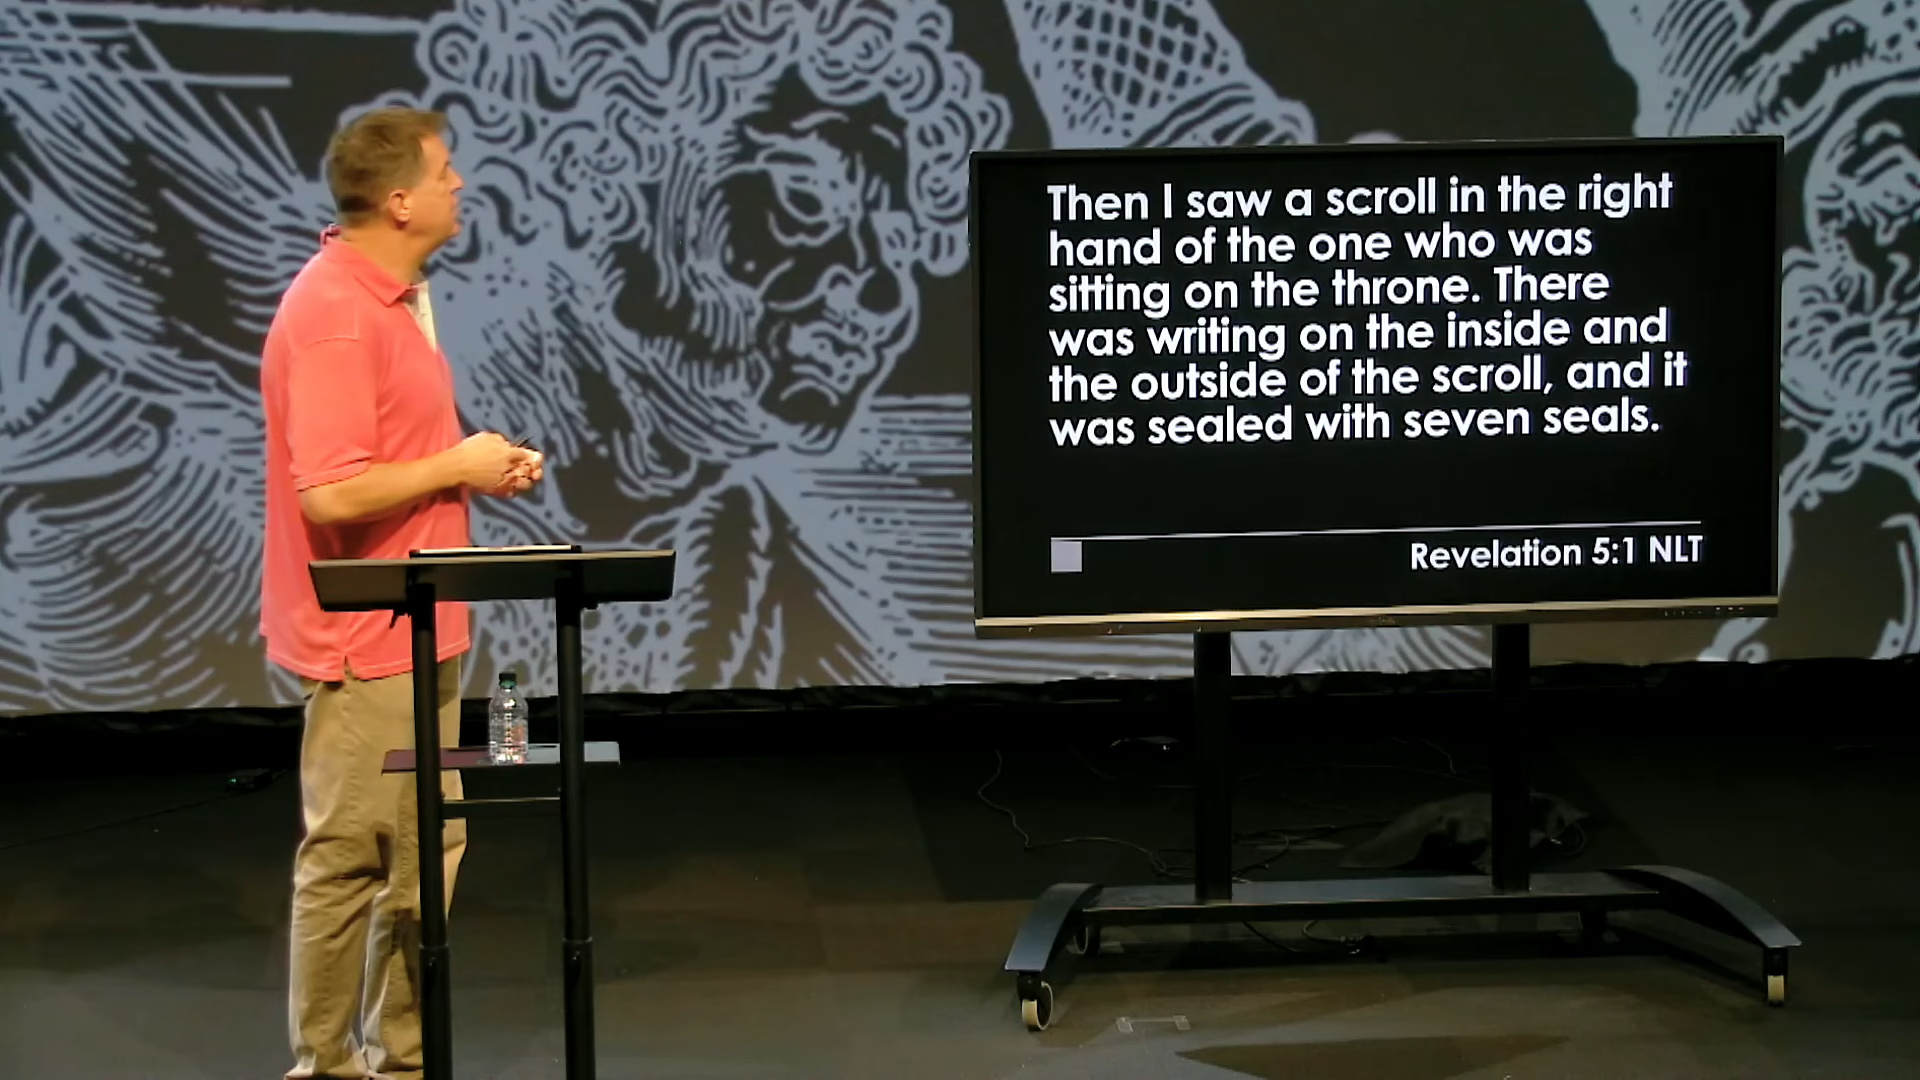 Then I saw a scroll in the right
hand of the one who was
sitting on the throne. There
was writing on the inside and
the outside of the scroll, and it
was sealed with seven seals.
Revelation 5:1 NLT